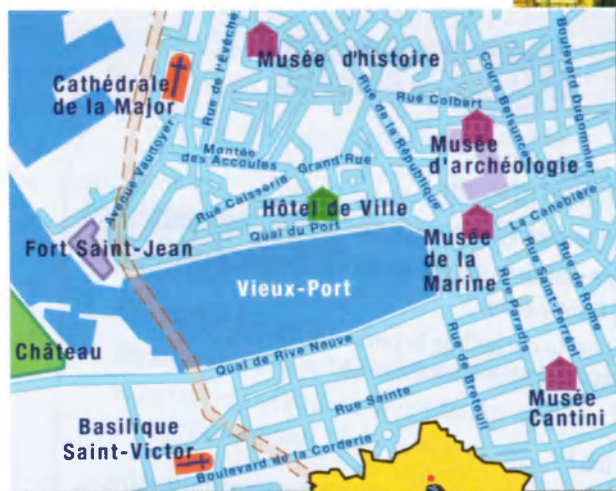 Musée d'histoire
Cathédrale
de la Major
Rue de l'Évêché
Avenue Vaudoyer
Rue Colbert
Cours Belsunce
Boulevard Dugommier
Rue de la République
Musée
d'archéologie
Montée
des Accoules
Grand'Rue
Rue Caisserie
Hôtel de Ville
Quai du Port
La Canebière
Fort Saint-Jean
Musée
de la
Marine
Vieux-Port
Rue Paradis
Rue Saint-Ferréol
Rue de Rome
Château
Quai de Rive Neuve
Rue de Breteuil
Rue Sainte
Musée
Cantini
Basilique
Saint-Victor
Boulevard de la Corderie